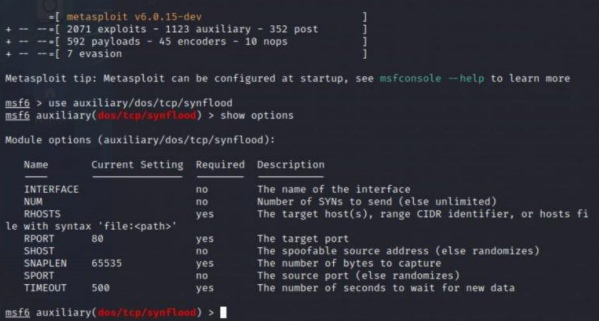 =[ metasploit v6.0.15-dev ]
+ -- --=[ 2071 exploits - 1123 auxiliary - 352 post ]
+ -- --=[ 592 payloads - 45 encoders - 10 nops ]
+ -- --=[ 7 evasion ]
Metasploit tip: Metasploit can be configured at startup, see msfconsole --help to learn more
msf6 > use auxiliary/dos/tcp/synflood
msf6 auxiliary(dos/tcp/synflood) > show options
Module options (auxiliary/dos/tcp/synflood):
Name Current Setting Required Description
INTERFACE no The name of the interface
NUM no Number of SYNs to send (else unlimited)
RHOSTS yes The target host(s), range CIDR identifier, or hosts fi
le with syntax 'file:<path>'
RPORT 80 yes The target port
SHOST no The spoofable source address (else randomizes)
SNAPLEN 65535 yes The number of bytes to capture
SPORT no The source port (else randomizes)
TIMEOUT 500 yes The number of seconds to wait for new data
msf6 auxiliary(dos/tcp/synflood) >